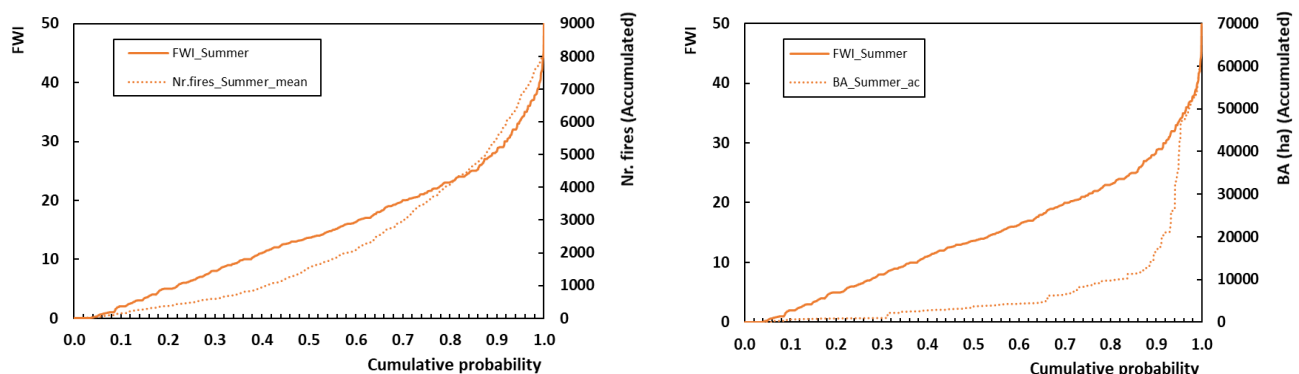 FWI
50
40
30
20
10
0
FWI_Summer
Nr.fires_Summer_mean
9000
8000
7000
6000
5000
4000
3000
2000
1000
0
Nr. fires (Accumulated)
0.0 0.1 0.2 0.3 0.4 0.5 0.6 0.7 0.8 0.9 1.0
Cumulative probability
FWI
50
40
30
20
10
0
FWI_Summer
BA_Summer_ac
70000
60000
50000
40000
30000
20000
10000
0
BA (ha) (Accumulated)
0.0 0.1 0.2 0.3 0.4 0.5 0.6 0.7 0.8 0.9 1.0
Cumulative probability